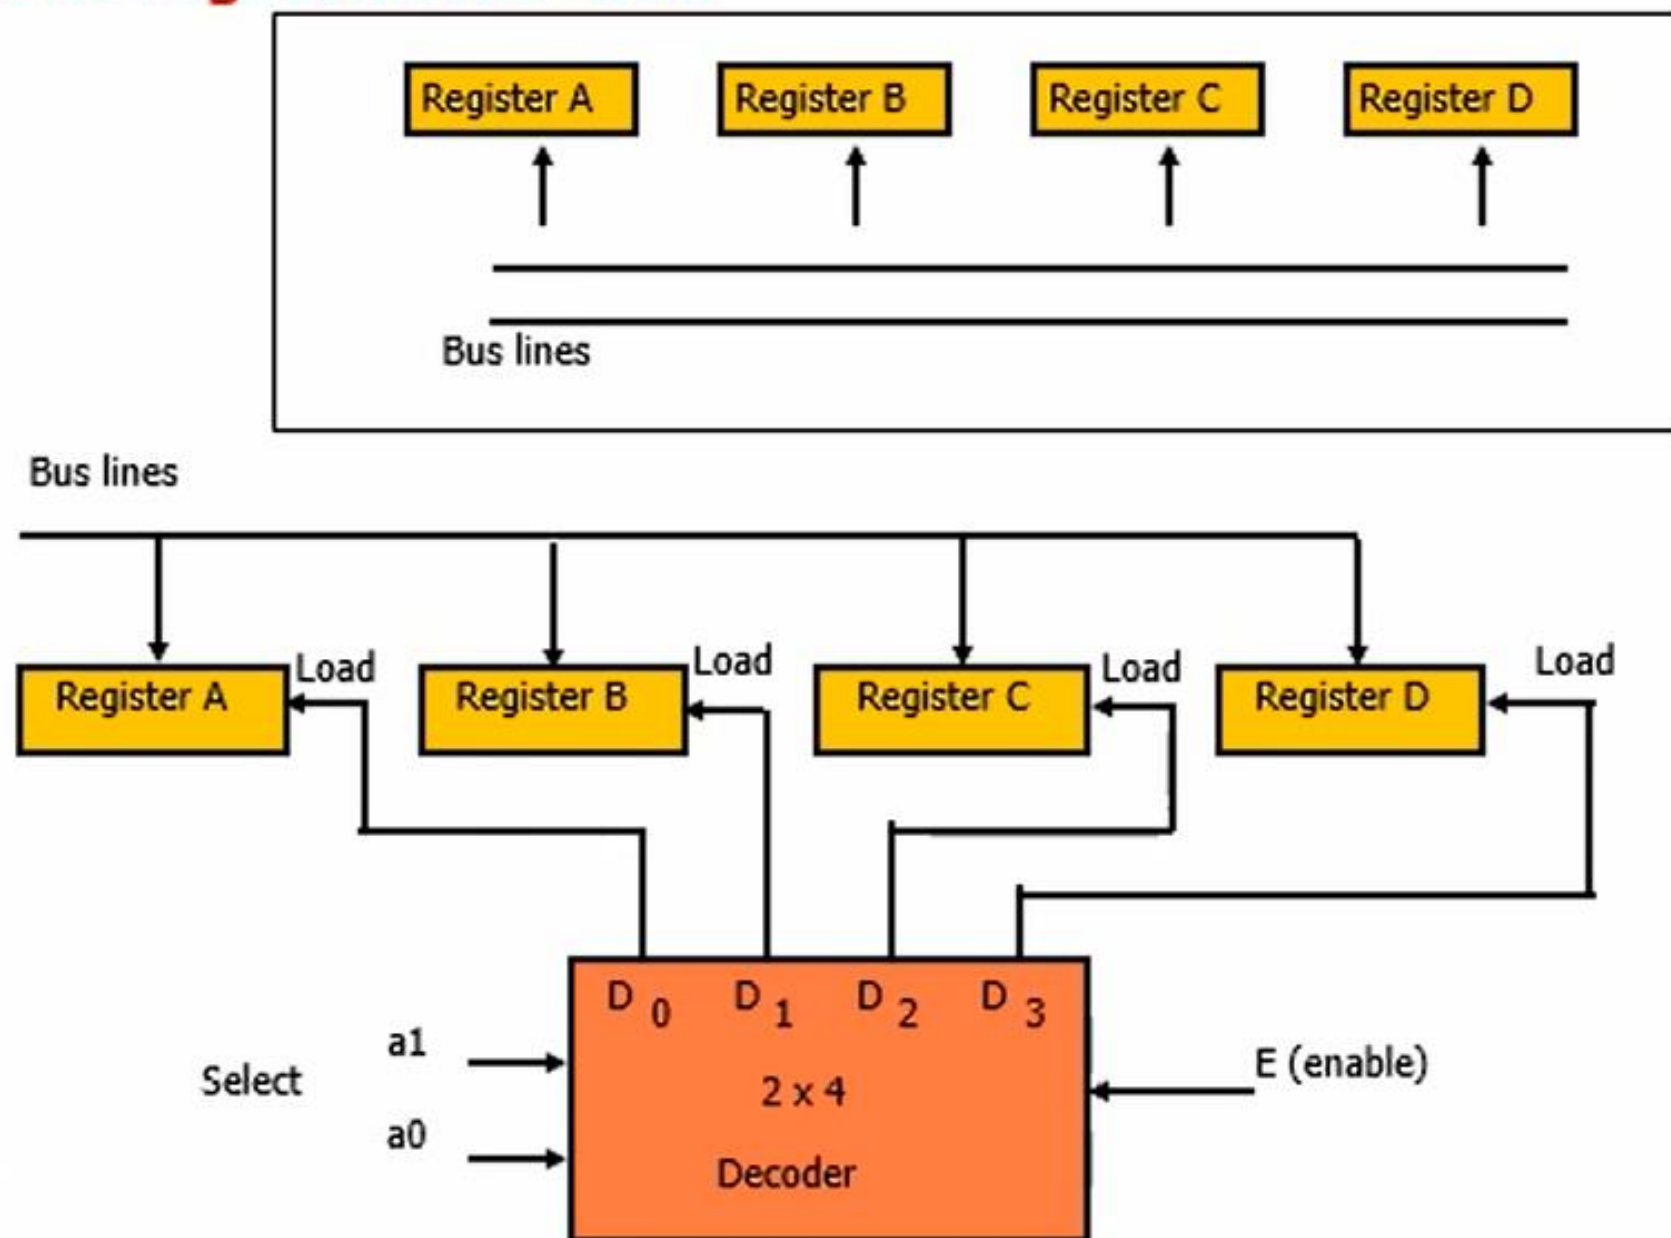 Register A
Register B
Register C
Register D
Bus lines
Bus lines
Load
Load
Load
Load
Register A
Register B
Register C
Register D
D 0
D 1
D 2
D 3
a1
Select
a0
2 x 4
Decoder
E (enable)